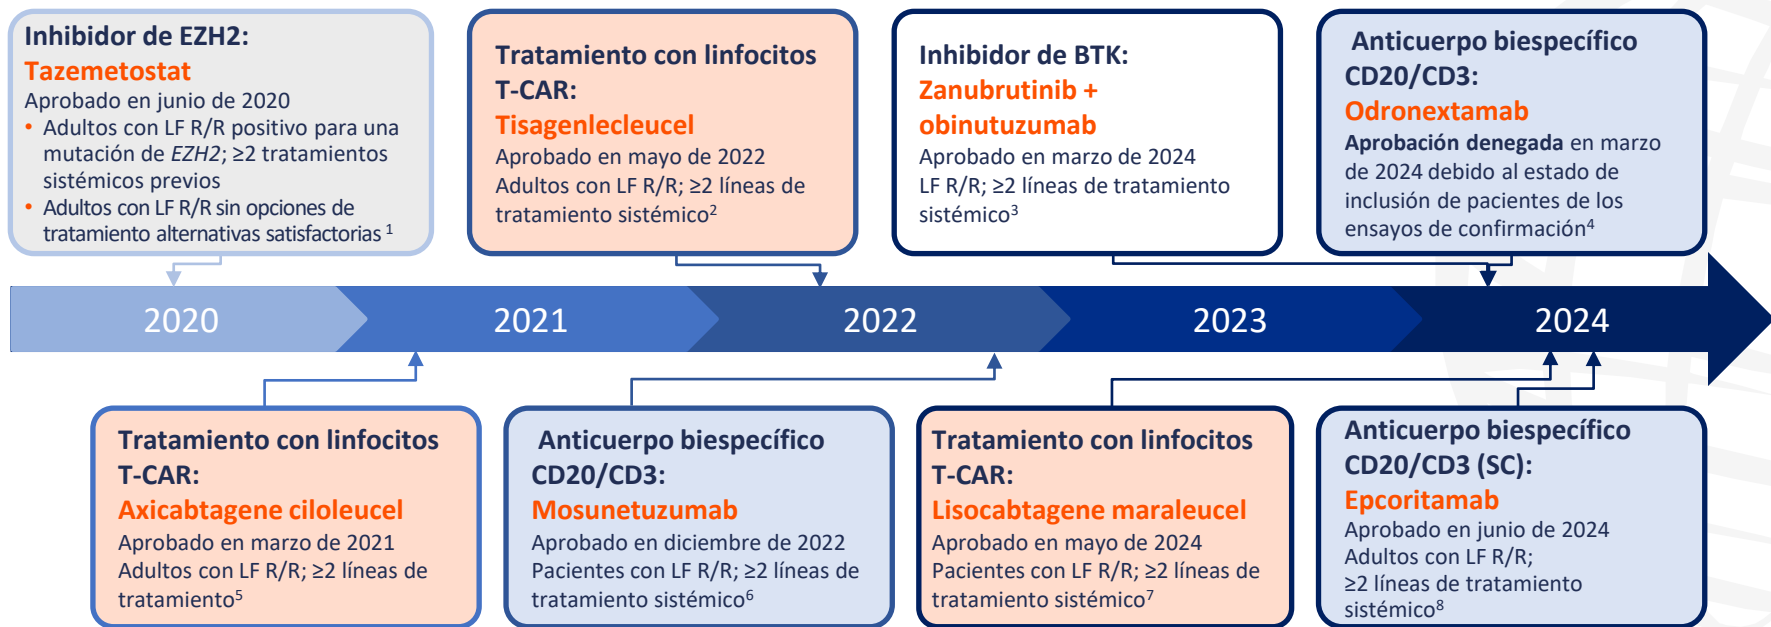 Inhibidor de EZH2:
Tazemetostat
Aprobado en junio de 2020
• Adultos con LF R/R positivo para una
mutación de EZH2; ≥2 tratamientos
sistémicos previos
• Adultos con LF R/R sin opciones de
tratamiento alternativas satisfactorias 1
Tratamiento con linfocitos
T-CAR:
Tisagenlecleucel
Aprobado en mayo de 2022
Adultos con LF R/R; ≥2 líneas de
tratamiento sistémico2
Inhibidor de BTK:
Zanubrutinib +
obinutuzumab
Aprobado en marzo de 2024
LF R/R; ≥2 líneas de tratamiento
sistémico3
Anticuerpo biespecífico
CD20/CD3:
Odronextamab
Aprobación denegada en marzo
de 2024 debido al estado de
inclusión de pacientes de los
ensayos de confirmación4
2020
2021
2022
2023
2024
Tratamiento con linfocitos
T-CAR:
Axicabtagene ciloleucel
Aprobado en marzo de 2021
Adultos con LF R/R; ≥2 líneas de
tratamiento5
Anticuerpo biespecífico
CD20/CD3:
Mosunetuzumab
Aprobado en diciembre de 2022
Pacientes con LF R/R; ≥2 líneas de
tratamiento sistémico6
Tratamiento con linfocitos
T-CAR:
Lisocabtagene maraleucel
Aprobado en mayo de 2024
Pacientes con LF R/R; ≥2 líneas de
tratamiento sistémico7
Anticuerpo biespecífico
CD20/CD3 (SC):
Epcoritamab
Aprobado en junio de 2024
Adultos con LF R/R;
≥2 líneas de tratamiento
sistémico8